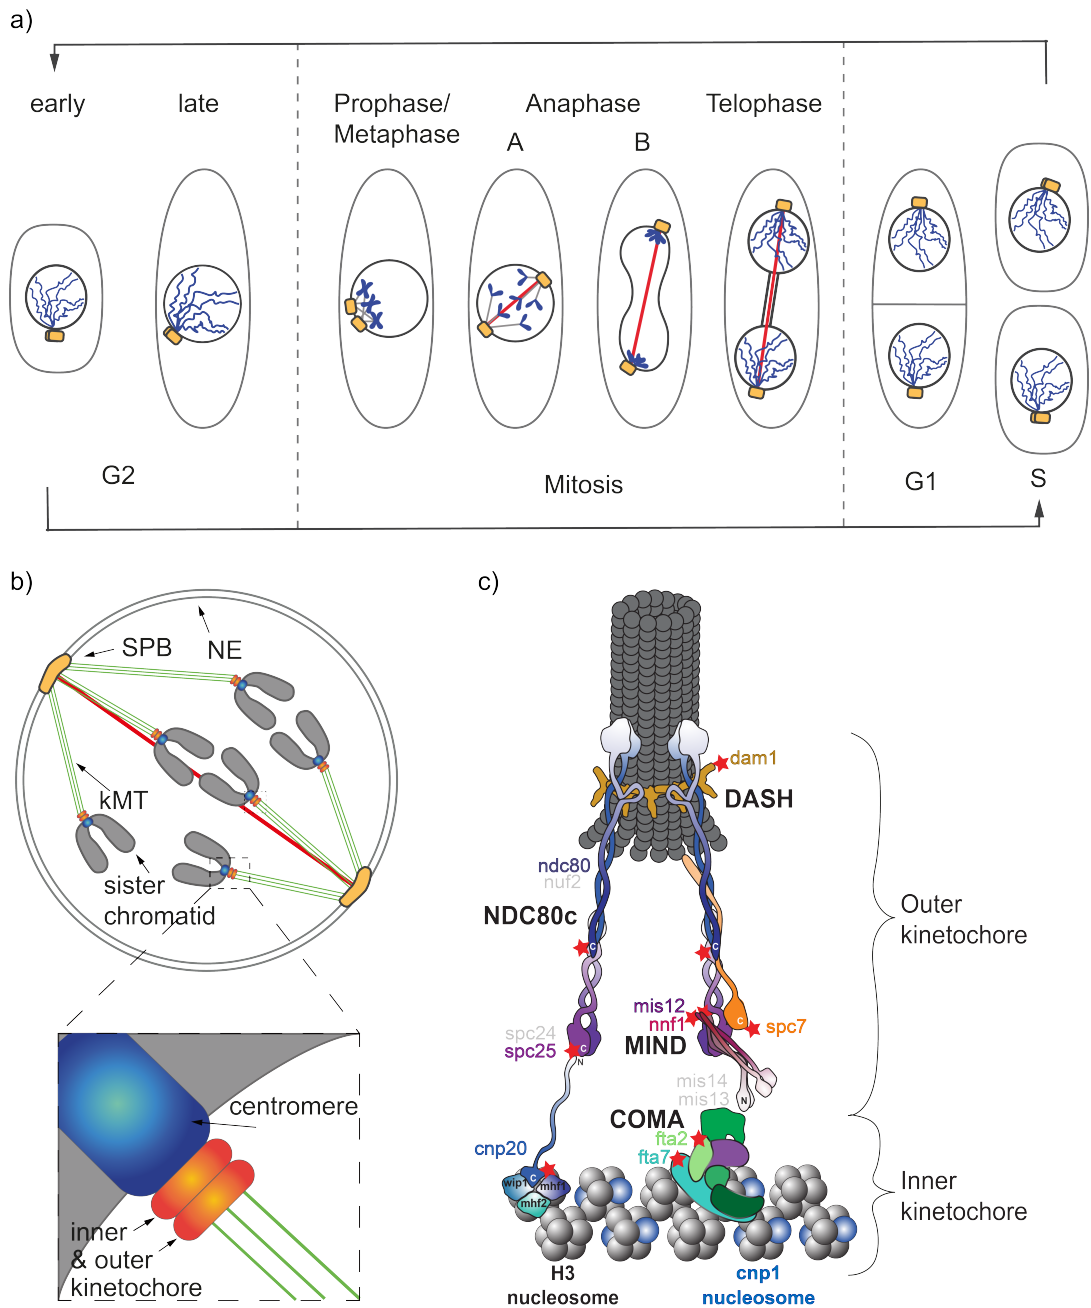 a)
early
late
Prophase/
Metaphase
Anaphase
A
B
Telophase
G2
Mitosis
G1
S
b)
SPB
NE
kMT
sister
chromatid
centromere
inner
& outer
kinetochore
c)
dam1
DASH
ndc80
nuf2
NDC80c
C
C
mis12
nnf1
MIND
C
spc7
spc24
spc25
C
N
mis14
mis13
N
COMA
fta2
fta7
cnp20
C
wip1
mhf1
mhf2
H3
nucleosome
cnp1
nucleosome
Outer
kinetochore
Inner
kinetochore